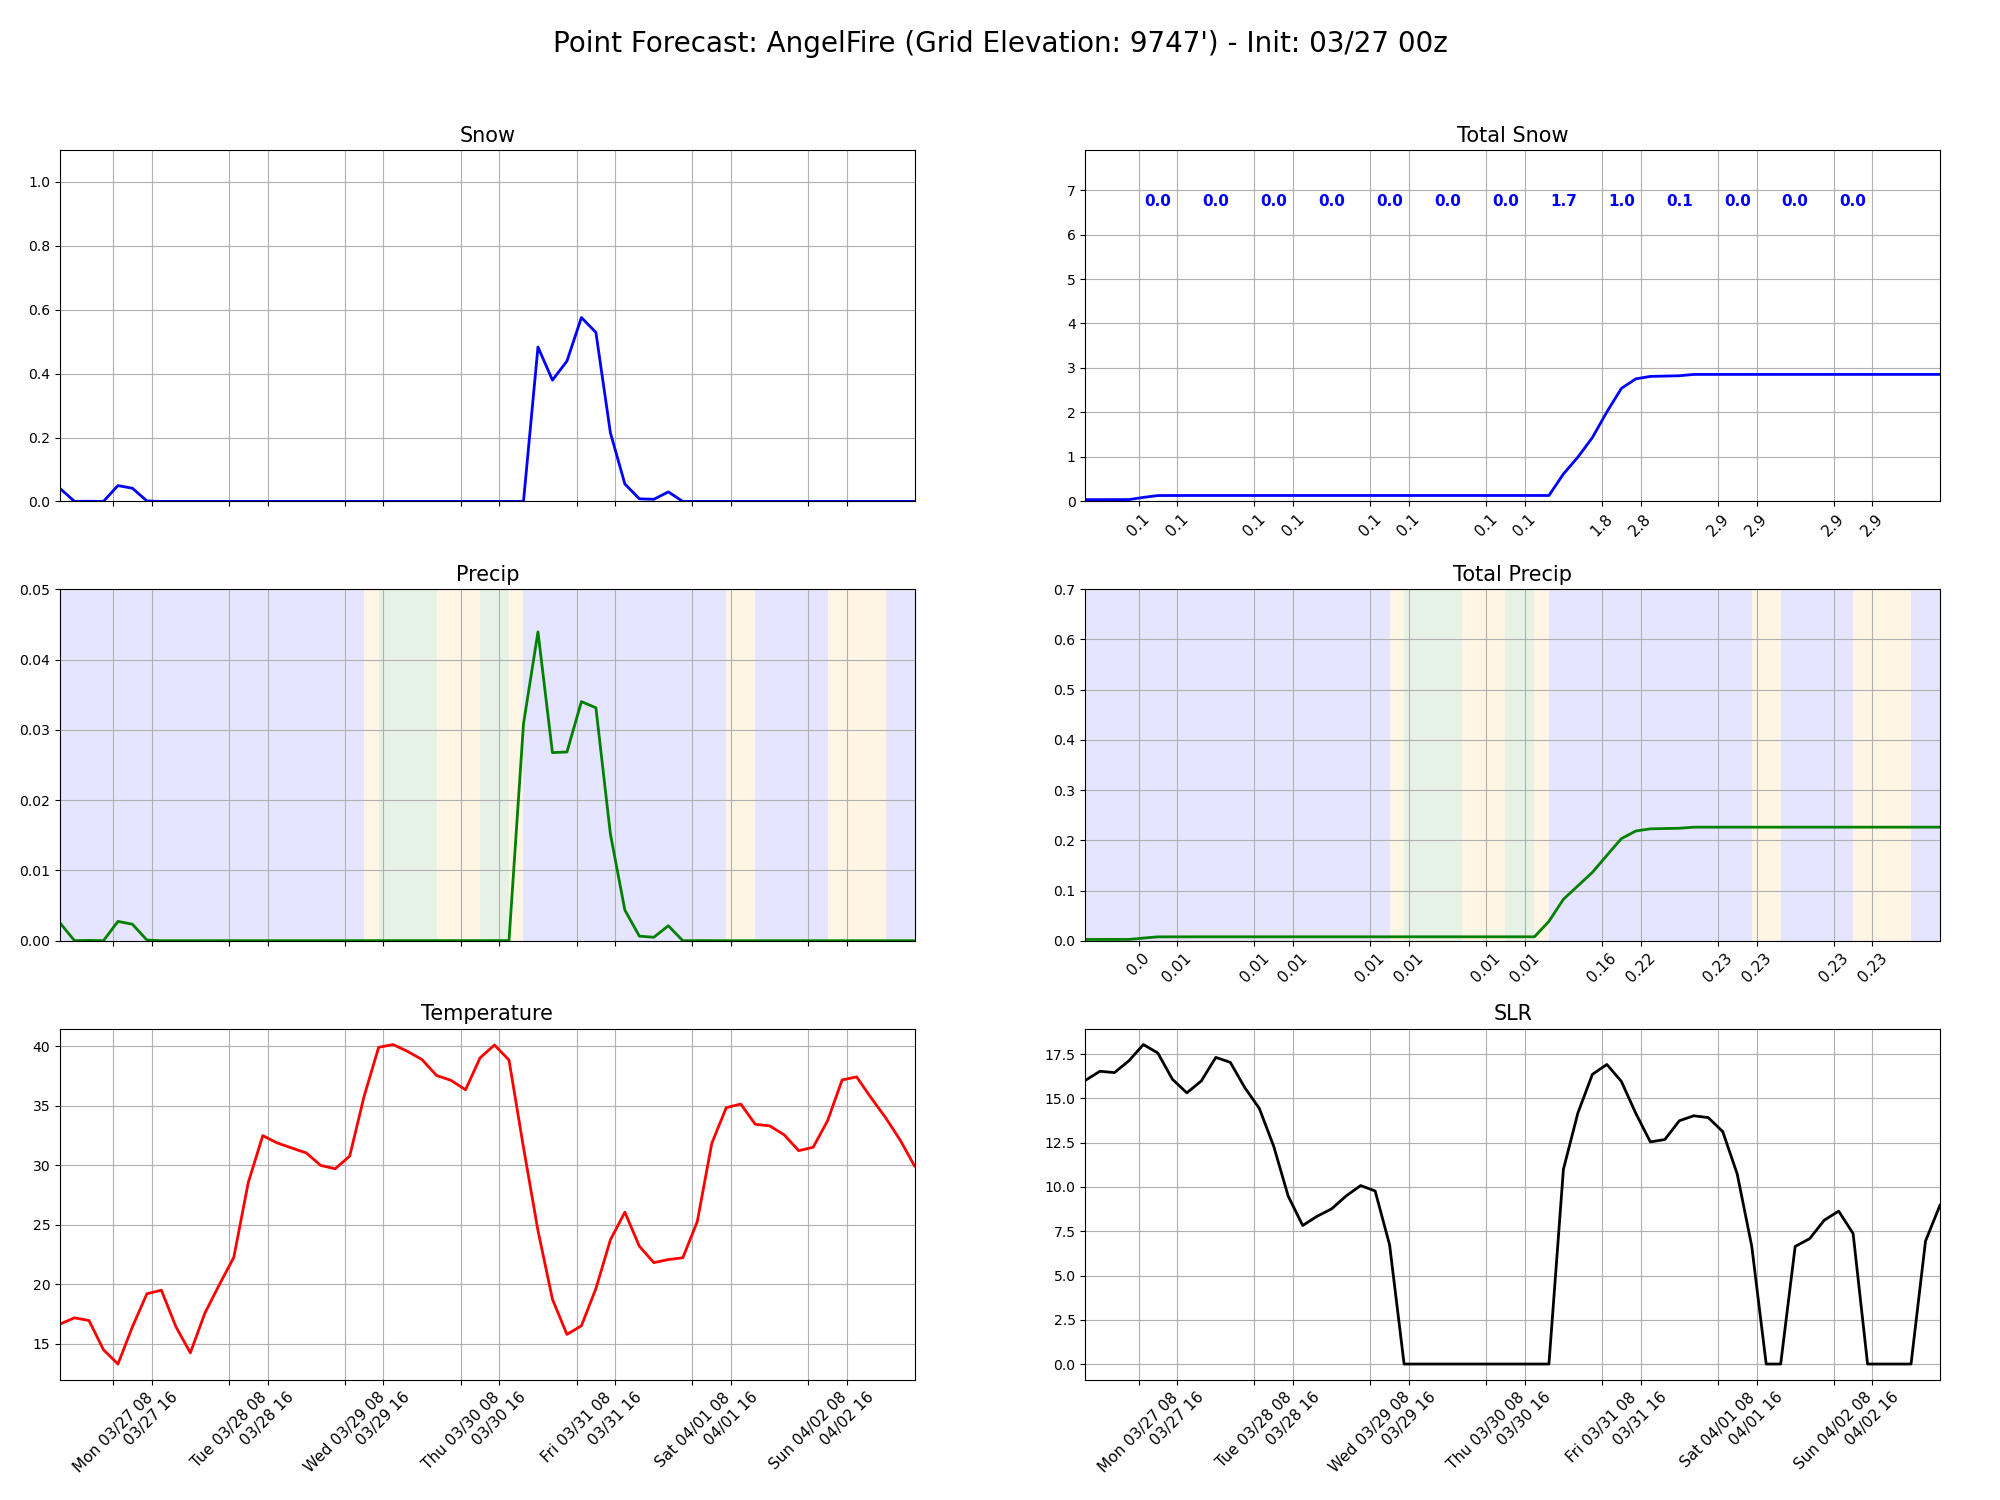 Point Forecast: AngelFire (Grid Elevation: 9747') - Init: 03/27 00z
Snow
1.0
0.8
0.6
0.4
0.2
0.0
Total Snow
7
6
5
4
3
2
1
0
0.0 0.0 0.0 0.0 0.0 0.0 0.0 1.7 1.0 0.1 0.0 0.0 0.0
0.1 0.1 0.1 0.1 0.1 0.1 0.1 0.1 1.8 2.8 2.9 2.9 2.9 2.9
Precip
0.05
0.04
0.03
0.02
0.01
0.00
Total Precip
0.7
0.6
0.5
0.4
0.3
0.2
0.1
0.0
0.0 0.01 0.01 0.01 0.01 0.01 0.01 0.01 0.16 0.22 0.23 0.23 0.23 0.23
Temperature
40
35
30
25
20
15
Mon 03/27 08
03/27 16
Tue 03/28 08
03/28 16
Wed 03/29 08
03/29 16
Thu 03/30 08
03/30 16
Fri 03/31 08
03/31 16
Sat 04/01 08
04/01 16
Sun 04/02 08
04/02 16
SLR
17.5
15.0
12.5
10.0
7.5
5.0
2.5
0.0
Mon 03/27 08
03/27 16
Tue 03/28 08
03/28 16
Wed 03/29 08
03/29 16
Thu 03/30 08
03/30 16
Fri 03/31 08
03/31 16
Sat 04/01 08
04/01 16
Sun 04/02 08
04/02 16